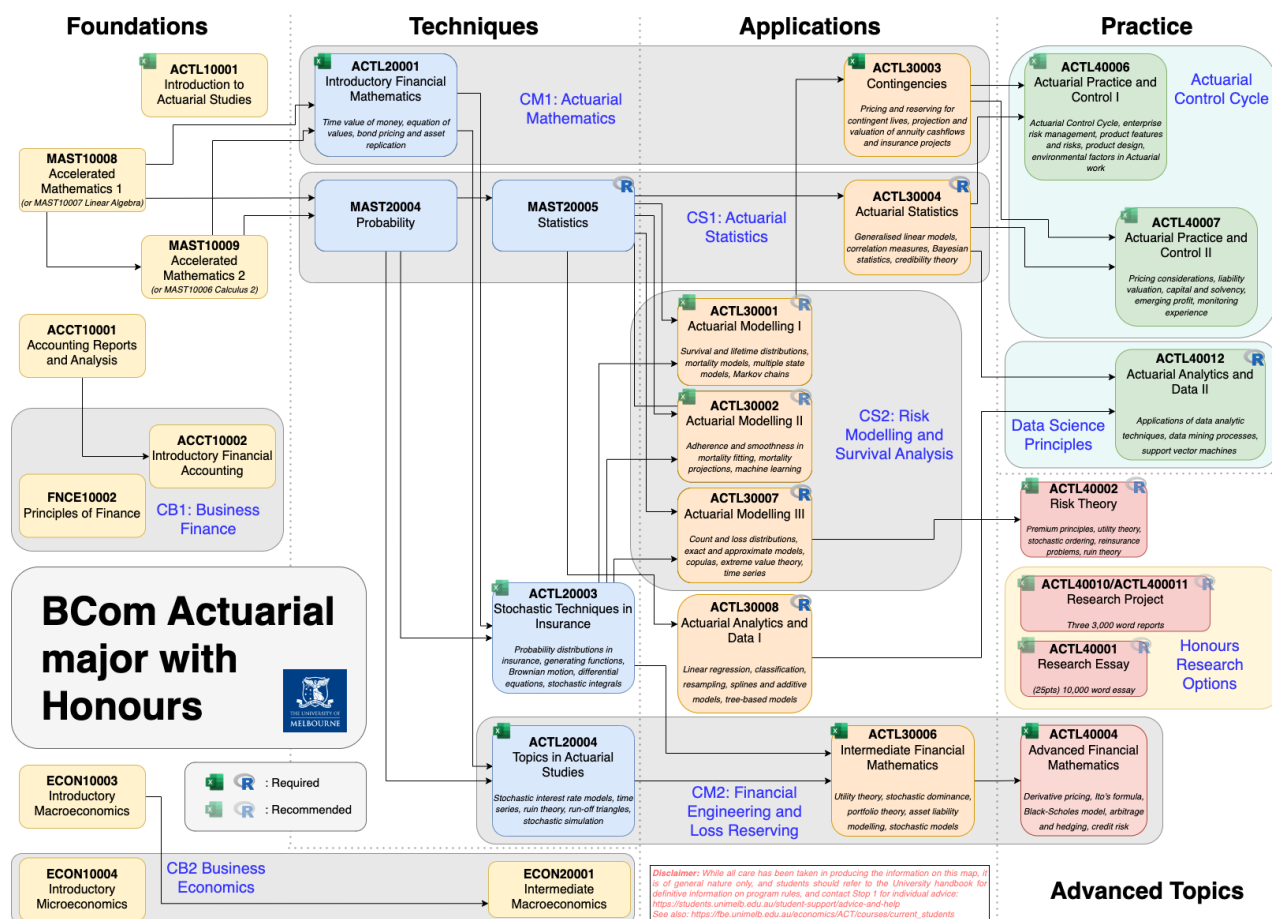 Foundations
Techniques
Applications
Practice
ACTL10001
Introduction to
Actuarial Studies
MAST10008
Accelerated
Mathematics 1
(or MAST10007 Linear Algebra)
MAST10009
Accelerated
Mathematics 2
(or MAST10006 Calculus 2)
ACCT10001
Accounting Reports
and Analysis
ACCT10002
Introductory Financial
Accounting
FNCE10002
Principles of Finance
CB1: Business
Finance
BCom Actuarial
major with
Honours
THE UNIVERSITY OF
MELBOURNE
ECON10003
Introductory
Macroeconomics
: Required
: Recommended
ECON10004
Introductory
Microeconomics
CB2 Business
Economics
ECON20001
Intermediate
Macroeconomics
ACTL20001
Introductory Financial
Mathematics
Time value of money, equation of
values, bond pricing and asset
replication
CM1: Actuarial
Mathematics
MAST20004
Probability
MAST20005
Statistics
CS1: Actuarial
Statistics
ACTL20003
Stochastic Techniques in
Insurance
Probability distributions in
insurance, generating functions,
Brownian motion, differential
equations, stochastic integrals
ACTL20004
Topics in Actuarial
Studies
Stochastic interest rate models, time
series, ruin theory, run-off triangles,
stochastic simulation
ACTL30003
Contingencies
Pricing and reserving for
contingent lives, projection and
valuation of annuity cashflows
and insurance projects
ACTL30004
Actuarial Statistics
Generalised linear models,
correlation measures, Bayesian
statistics, credibility theory
ACTL30001
Actuarial Modelling I
Survival and lifetime distributions,
mortality models, multiple state
models, Markov chains
ACTL30002
Actuarial Modelling II
Adherence and smoothness in
mortality fitting, mortality
projections, machine learning
ACTL30007
Actuarial Modelling III
Count and loss distributions,
exact and approximate models,
copulas, extreme value theory,
time series
CS2: Risk
Modelling and
Survival Analysis
ACTL30008
Actuarial Analytics and
Data I
Linear regression, classification,
resampling, splines and additive
models, tree-based models
CM2: Financial
Engineering and
Loss Reserving
ACTL30006
Intermediate Financial
Mathematics
Utility theory, stochastic dominance,
portfolio theory, asset liability
modelling, stochastic models
ACTL40006
Actuarial Practice and
Control I
Actuarial Control Cycle, enterprise
risk management, product features
and risks, product design,
environmental factors in Actuarial
work
Actuarial
Control Cycle
ACTL40007
Actuarial Practice and
Control II
Pricing considerations, liability
valuation, capital and solvency,
emerging profit, monitoring
experience
ACTL40012
Actuarial Analytics and
Data II
Applications of data analytic
techniques, data mining processes,
support vector machines
Data Science
Principles
ACTL40002
Risk Theory
Premium principles, utility theory,
stochastic ordering, reinsurance
problems, ruin theory
ACTL40010/ACTL400011
Research Project
Three 3,000 word reports
ACTL40001
Research Essay
(25pts) 10,000 word essay
Honours
Research
Options
ACTL40004
Advanced Financial
Mathematics
Derivative pricing, Ito's formula,
Black-Scholes model, arbitrage
and hedging, credit risk
Disclaimer: While all care has been taken in producing the information on this map, it
is of general nature only, and students should refer to the University handbook for
definitive information on program rules, and contact Stop 1 for individual advice:
https://students.unimelb.edu.au/student-support/advice-and-help
See also: https://fbe.unimelb.edu.au/economics/ACT/courses/current_students
Advanced Topics